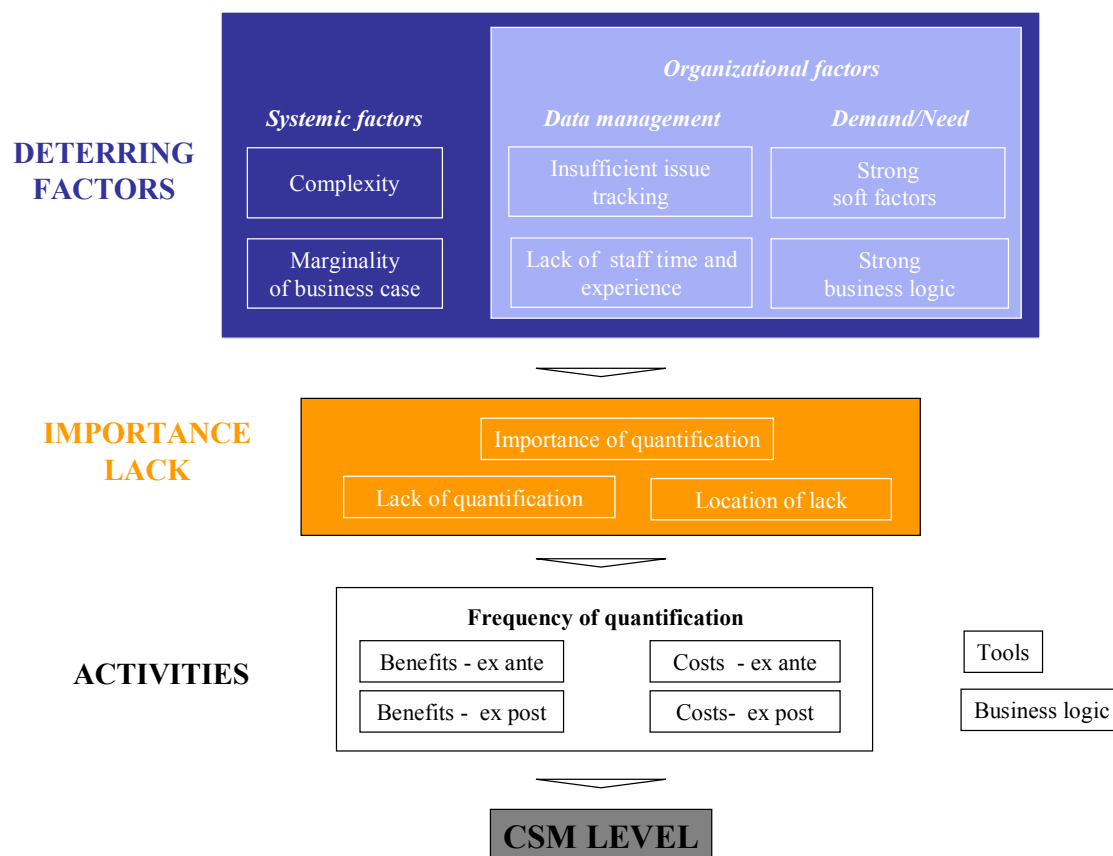 Organizational factors
Systemic factors
Data management
Demand/Need
DETERRING
FACTORS
Complexity
Insufficient issue
tracking
Strong
soft factors
Marginality
of business case
Lack of  staff time and
experience
Strong
business logic
IMPORTANCE
LACK
Importance of quantification
Lack of quantification
Location of lack
ACTIVITIES
Frequency of quantification
Benefits - ex ante
Costs  - ex ante
Benefits -  ex post
Costs-  ex post
Tools
Business logic
CSM LEVEL